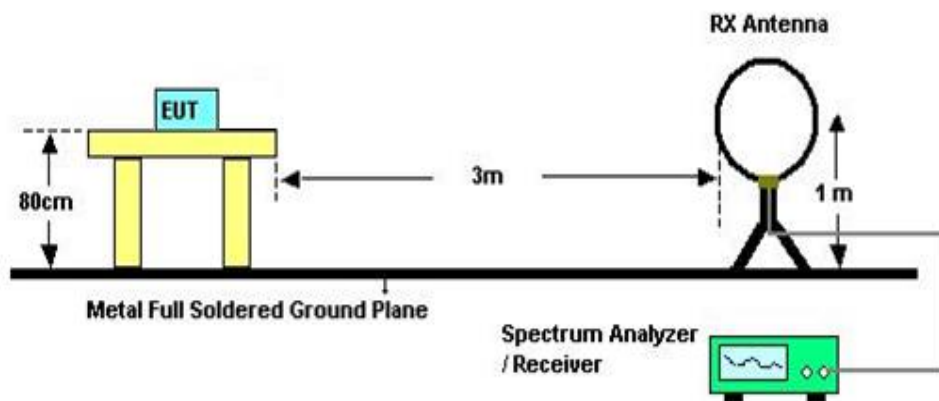 RX Antenna
EUT
80cm
3m
1 m
Metal Full Soldered Ground Plane
Spectrum Analyzer
/ Receiver